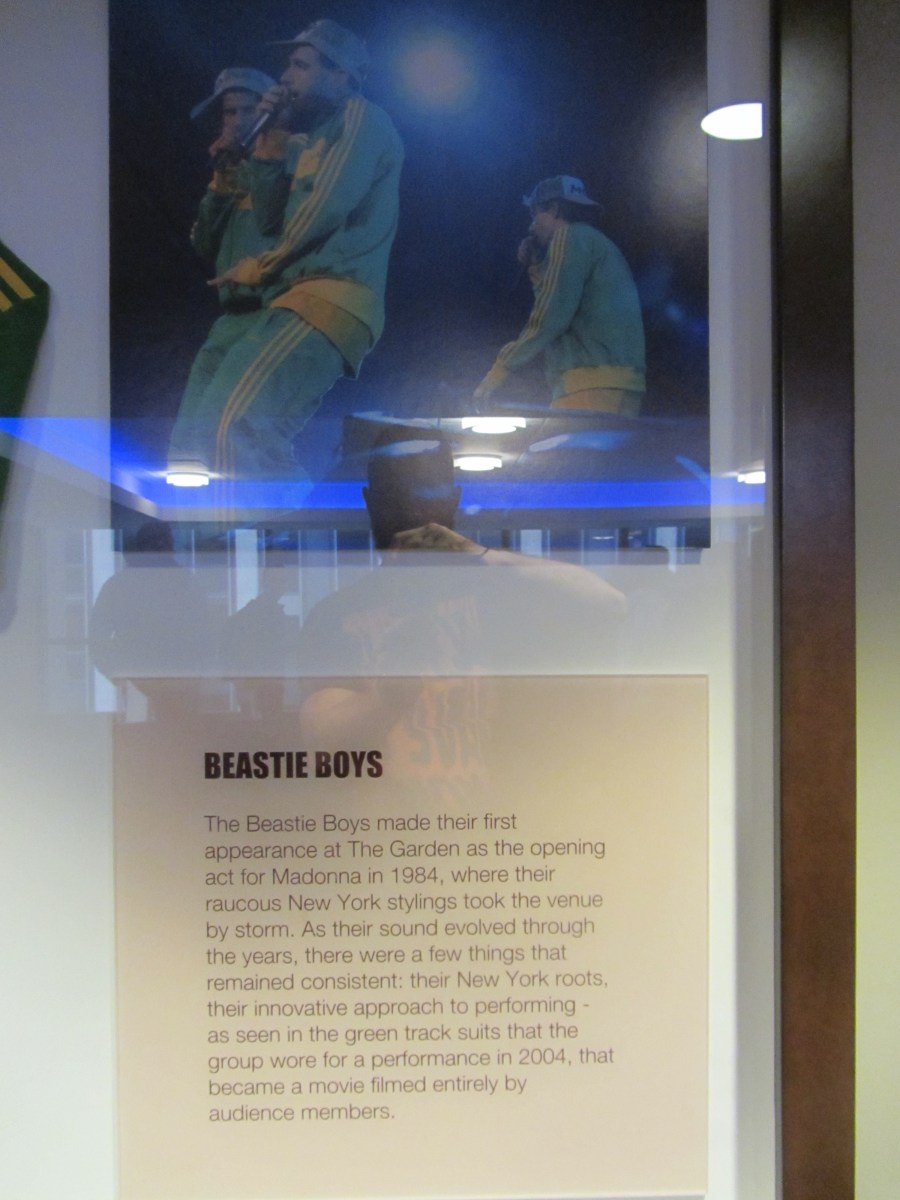 BEASTIE BOYS
The Beastie Boys made their first
appearance at The Garden as the opening
act for Madonna in 1984, where their
raucous New York stylings took the venue
by storm. As their sound evolved through
the years, there were a few things that
remained consistent: their New York roots,
their innovative approach to performing -
as seen in the green track suits that the
group wore for a performance in 2004, that
became a movie filmed entirely by
audience members.